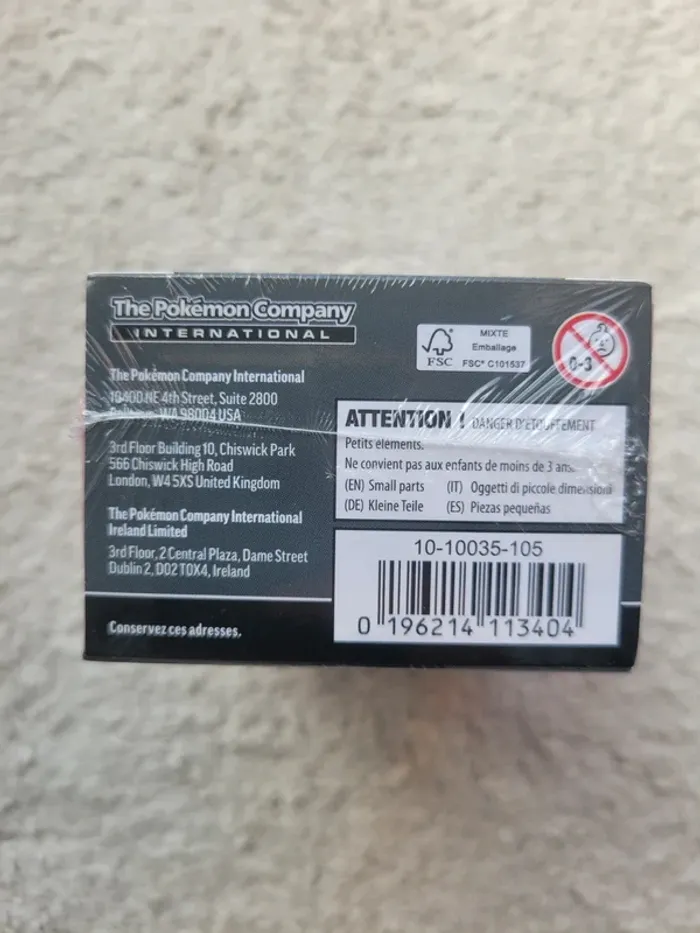 The Pokémon Company
INTERNATIONAL
The Pokémon Company International
10400 NE 4th Street, Suite 2800
WA 98004 USA
3rd Floor Building 10, Chiswick Park
566 Chiswick High Road
London, W4 5XS United Kingdom
The Pokémon Company International
Ireland Limited
3rd Floor, 2 Central Plaza, Dame Street
Dublin 2, D02 T0X4, Ireland
Conservez ces adresses.
FSC
MIXTE
Emballage
FSC® C101537
0-3
ATTENTION ! DANGER D'ÉTOUFFEMENT
Petits éléments.
Ne convient pas aux enfants de moins de 3 ans.
(EN) Small parts (IT) Oggetti di piccole dimensioni
(DE) Kleine Teile (ES) Piezas pequeñas
10-10035-105
0 196214 113404